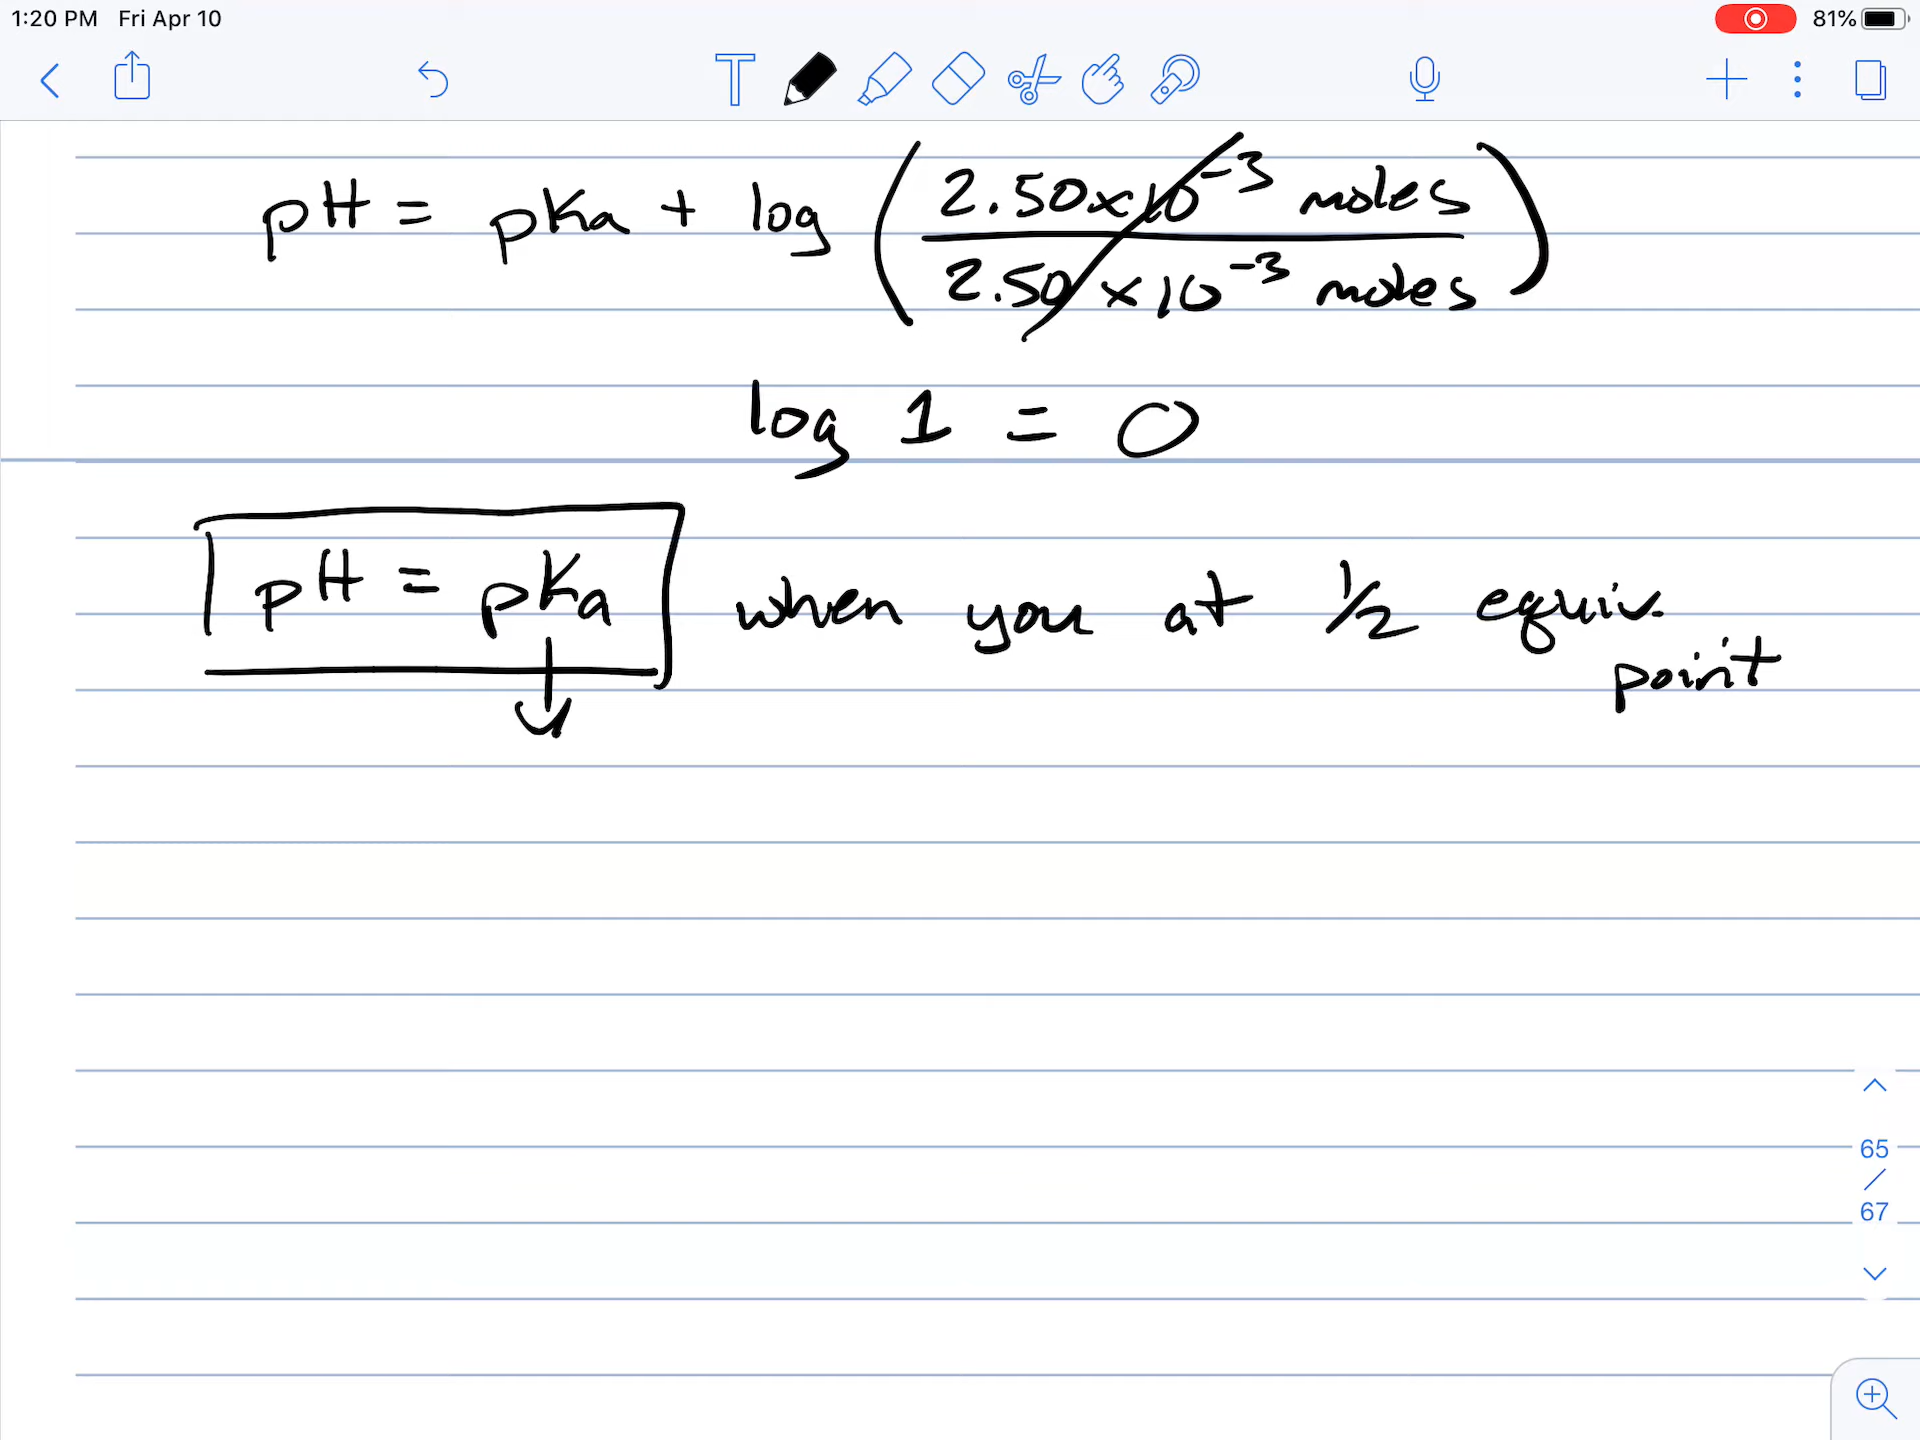 1:20 PM Fri Apr 10 81%
T
pH = pKa + log (2.50x10⁻³ moles / 2.50x10⁻³ moles)
log 1 = 0
pH = pKa when you at 1/2 equiv.
point
65
/
67